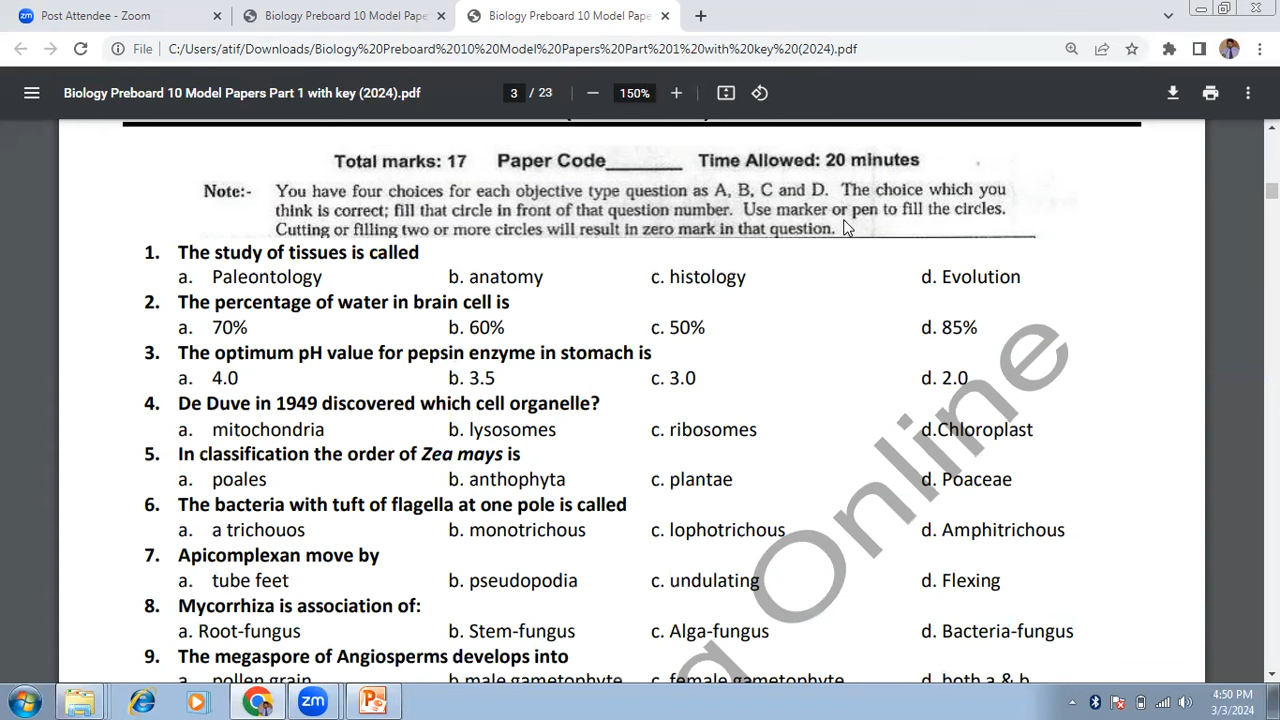 Post Attendee - Zoom
Biology Preboard 10 Model Pape
Biology Preboard 10 Model Pape
File
C:/Users/atif/Downloads/Biology%20Preboard%2010%20Model%20Papers%20Part%201%20with%20key%20(2024).pdf
Biology Preboard 10 Model Papers Part 1 with key (2024).pdf
3 / 23
150%
Total marks: 17 Paper Code______ Time Allowed: 20 minutes
Note:- You have four choices for each objective type question as A, B, C and D. The choice which you
think is correct; fill that circle in front of that question number. Use marker or pen to fill the circles.
Cutting or filling two or more circles will result in zero mark in that question.
1. The study of tissues is called
a. Paleontology b. anatomy c. histology d. Evolution
2. The percentage of water in brain cell is
a. 70% b. 60% c. 50% d. 85%
3. The optimum pH value for pepsin enzyme in stomach is
a. 4.0 b. 3.5 c. 3.0 d. 2.0
4. De Duve in 1949 discovered which cell organelle?
a. mitochondria b. lysosomes c. ribosomes d.Chloroplast
5. In classification the order of Zea mays is
a. poales b. anthophyta c. plantae d. Poaceae
6. The bacteria with tuft of flagella at one pole is called
a. a trichouos b. monotrichous c. lophotrichous d. Amphitrichous
7. Apicomplexan move by
a. tube feet b. pseudopodia c. undulating d. Flexing
8. Mycorrhiza is association of:
a. Root-fungus b. Stem-fungus c. Alga-fungus d. Bacteria-fungus
9. The megaspore of Angiosperms develops into
a. pollen grain b.male gametophyte c. female gametophyte d. both a & b
g Online
zm
4:50 PM
3/3/2024